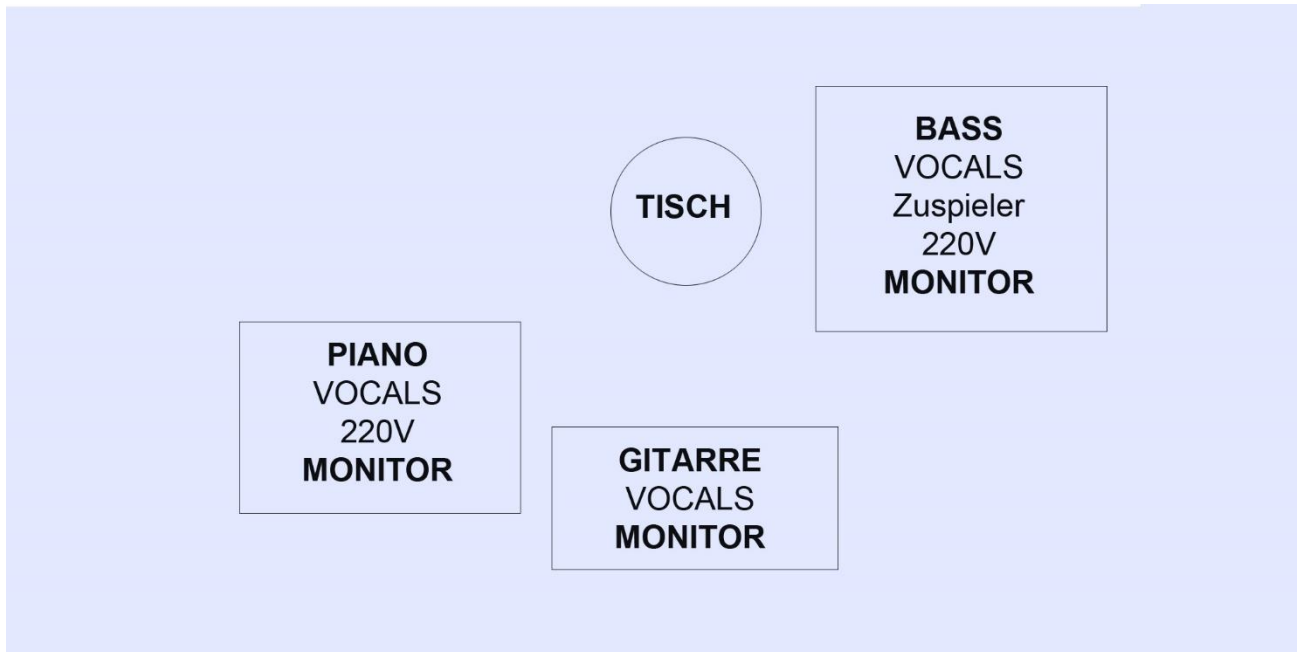 BASS
VOCALS
Zuspieler
220V
MONITOR
TISCH
PIANO
VOCALS
220V
MONITOR
GITARRE
VOCALS
MONITOR